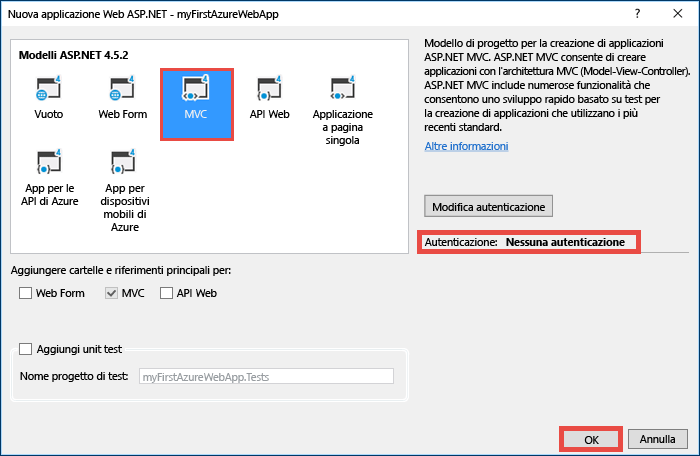 Nuova applicazione Web ASP.NET - myFirstAzureWebApp
? ×
Modelli ASP.NET 4.5.2
4 4 4 4 4
Vuoto
Web Form
MVC
API Web
Applicazione
a pagina
singola
4 4
App per le
API di Azure
App per
dispositivi
mobili di
Azure
Modello di progetto per la creazione di applicazioni
ASP.NET MVC. ASP.NET MVC consente di creare
applicazioni con l'architettura MVC (Model-View-Controller).
ASP.NET MVC include numerose funzionalità che
consentono uno sviluppo rapido basato su test per
la creazione di applicazioni che utilizzano i più
recenti standard.
Altre informazioni
Modifica autenticazione
Autenticazione: Nessuna autenticazione
Aggiungere cartelle e riferimenti principali per:
Web Form MVC API Web
Aggiungi unit test
Nome progetto di test: myFirstAzureWebApp.Tests
OK Annulla